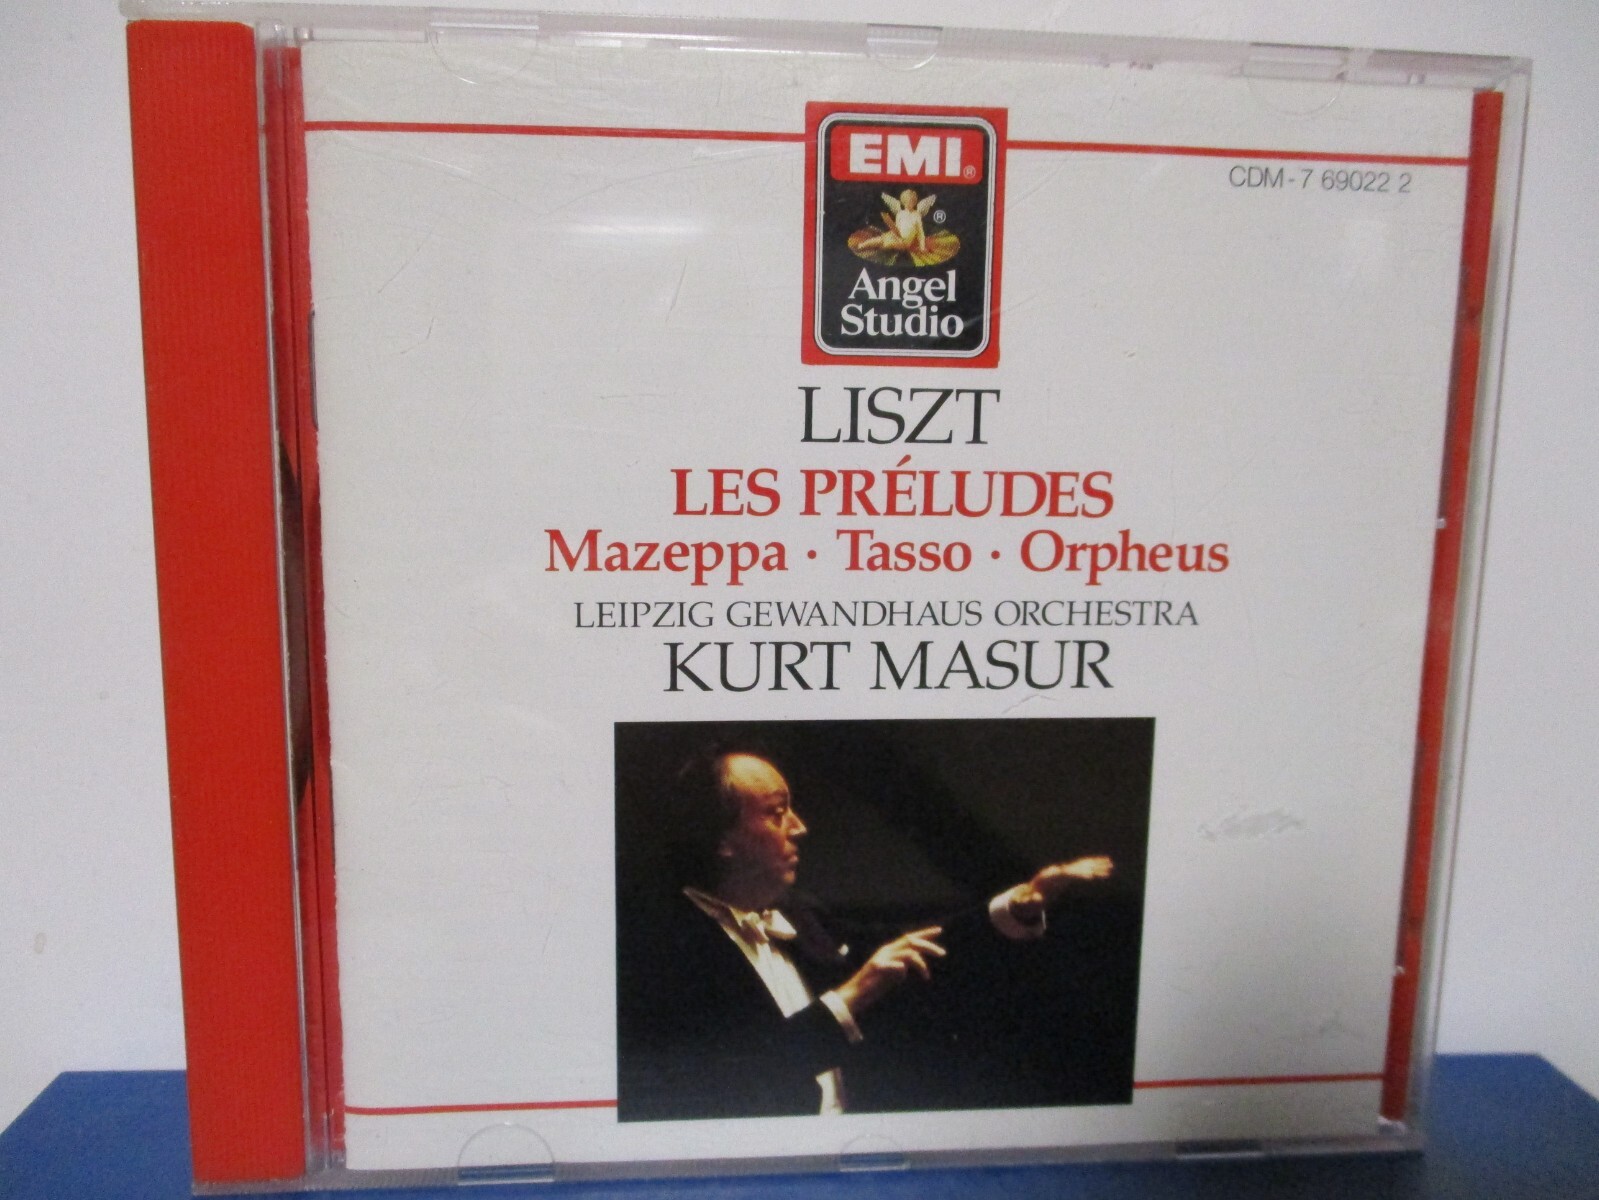 EMI®
®
Angel
Studio
CDM-7 69022 2
LISZT
LES PRÉLUDES
Mazeppa · Tasso · Orpheus
LEIPZIG GEWANDHAUS ORCHESTRA
KURT MASUR